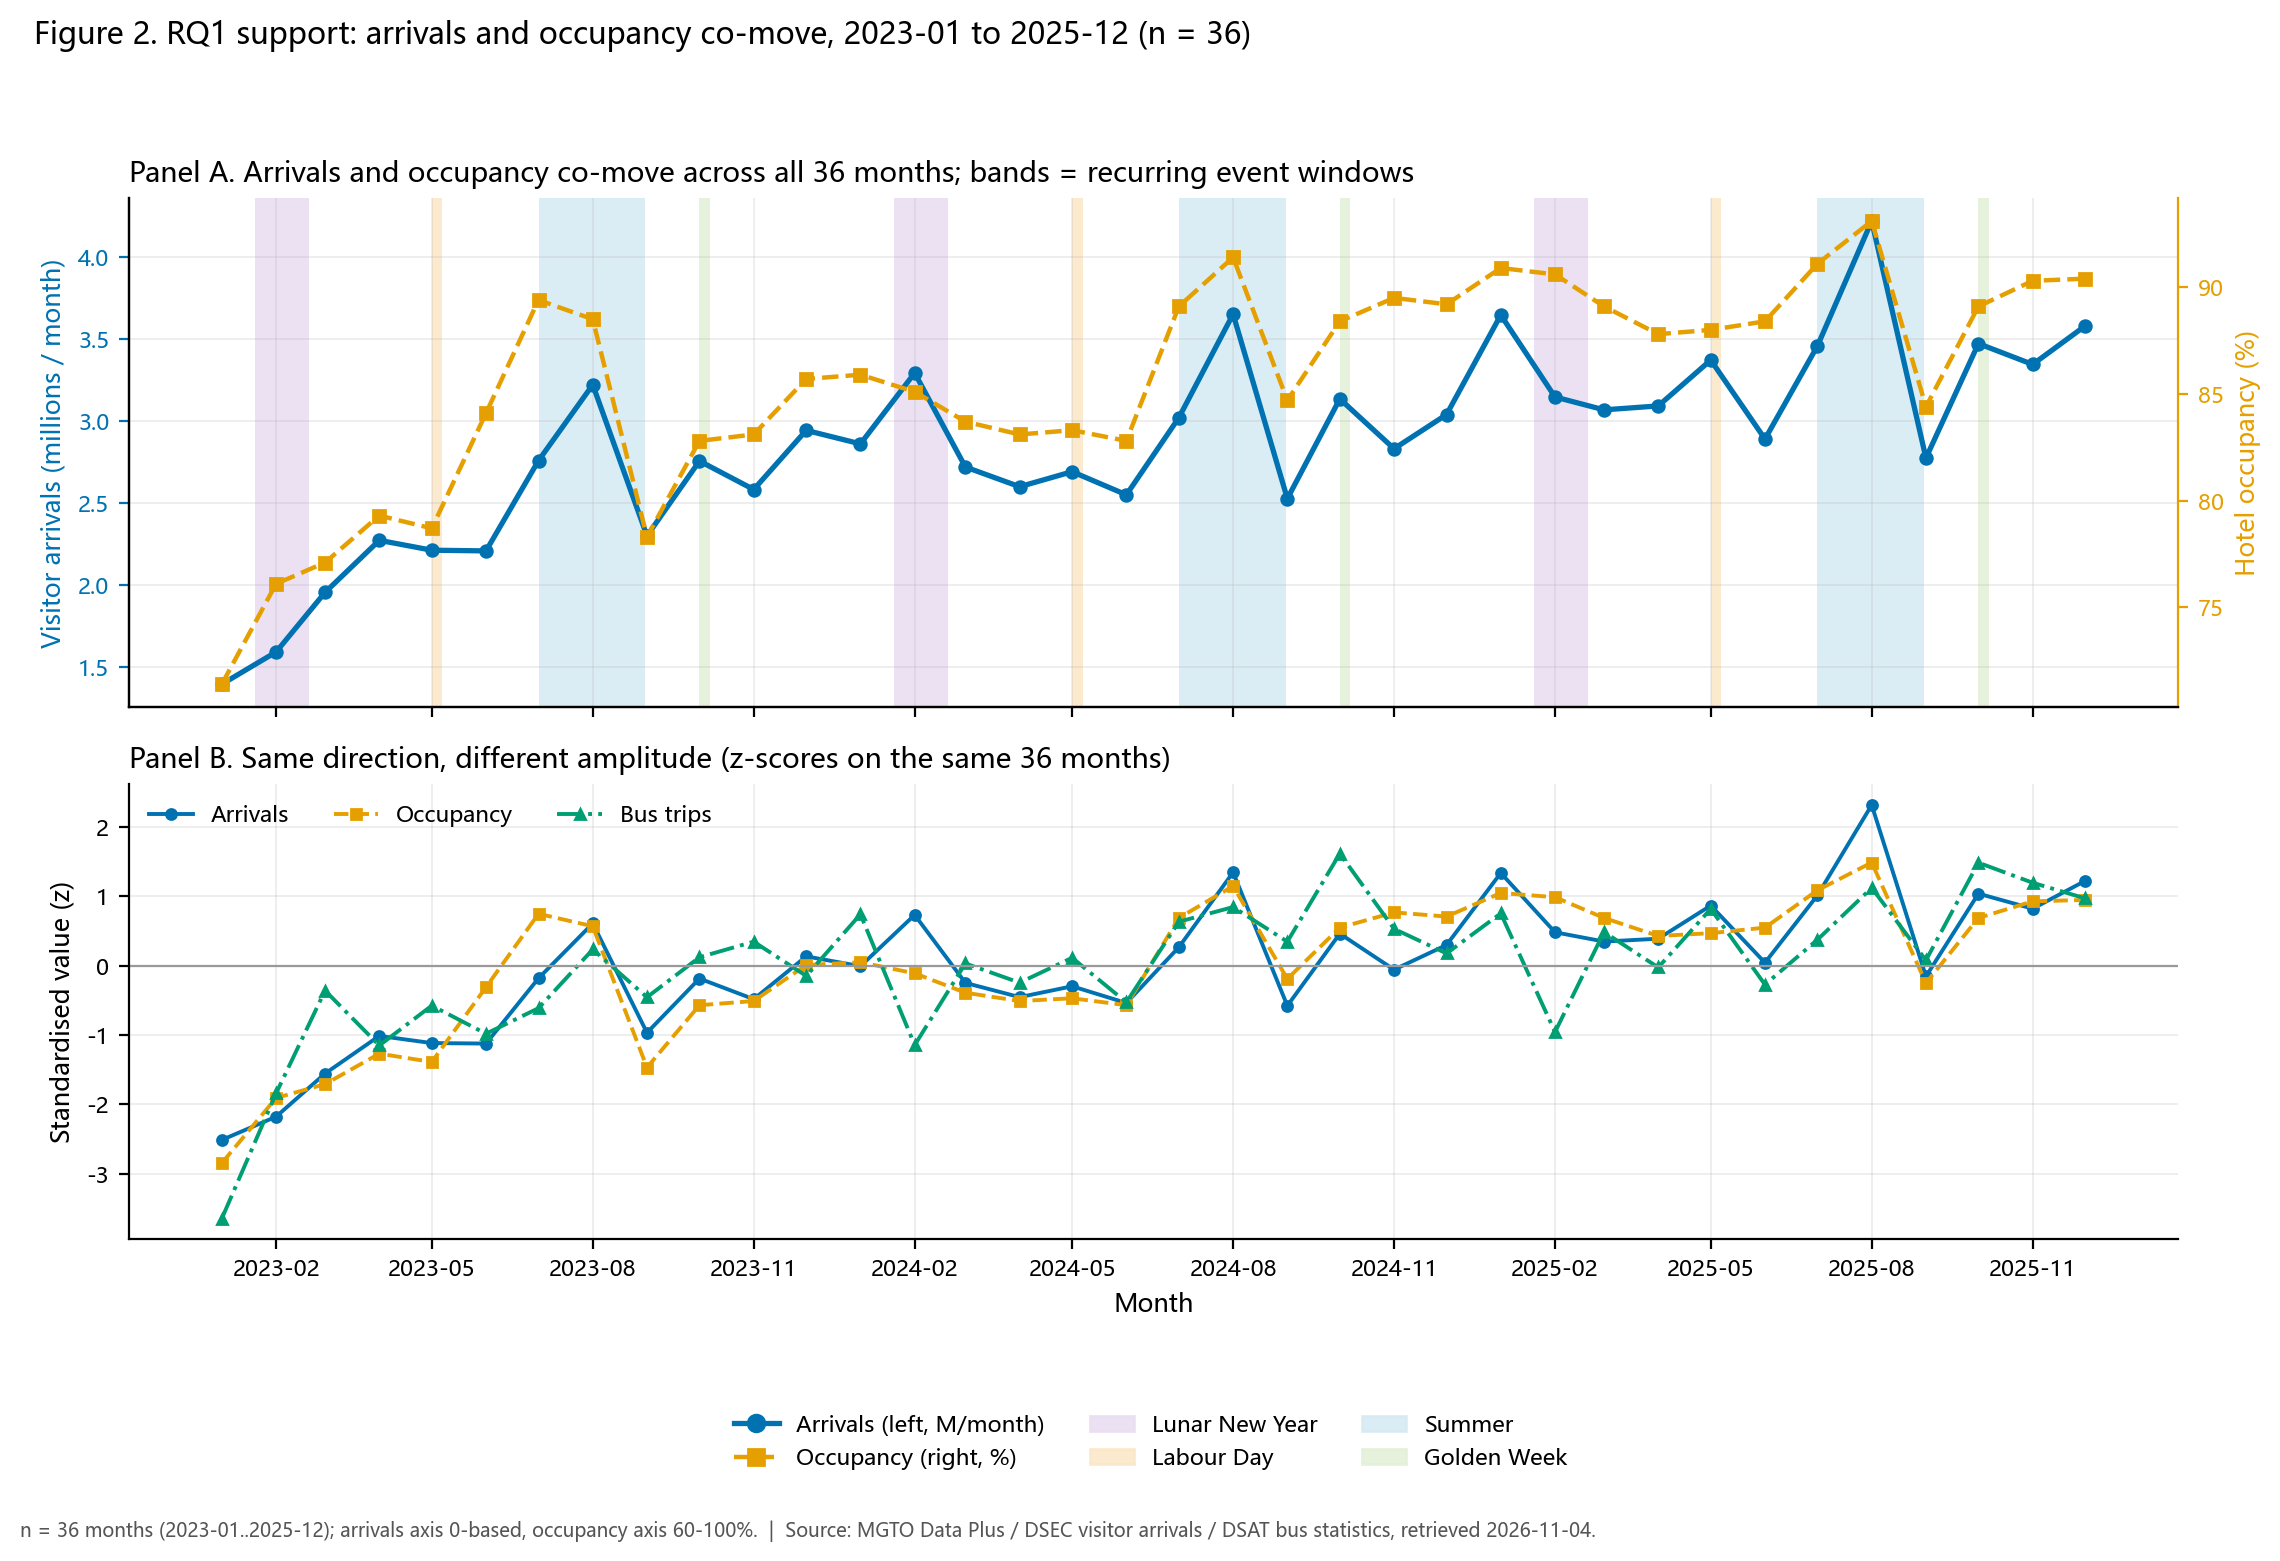 Figure 2. RQ1 support: arrivals and occupancy co-move, 2023-01 to 2025-12 (n = 36)
Panel A. Arrivals and occupancy co-move across all 36 months; bands = recurring event windows
Visitor arrivals (millions / month)
4.0
3.5
3.0
2.5
2.0
1.5
90
85
80
75
Hotel occupancy (%)
Panel B. Same direction, different amplitude (z-scores on the same 36 months)
Arrivals Occupancy Bus trips
Standardised value (z)
2
1
0
-1
-2
-3
2023-02 2023-05 2023-08 2023-11 2024-02 2024-05 2024-08 2024-11 2025-02 2025-05 2025-08 2025-11
Month
Arrivals (left, M/month) Lunar New Year Summer
Occupancy (right, %) Labour Day Golden Week
n = 36 months (2023-01..2025-12); arrivals axis 0-based, occupancy axis 60-100%. | Source: MGTO Data Plus / DSEC visitor arrivals / DSAT bus statistics, retrieved 2026-11-04.